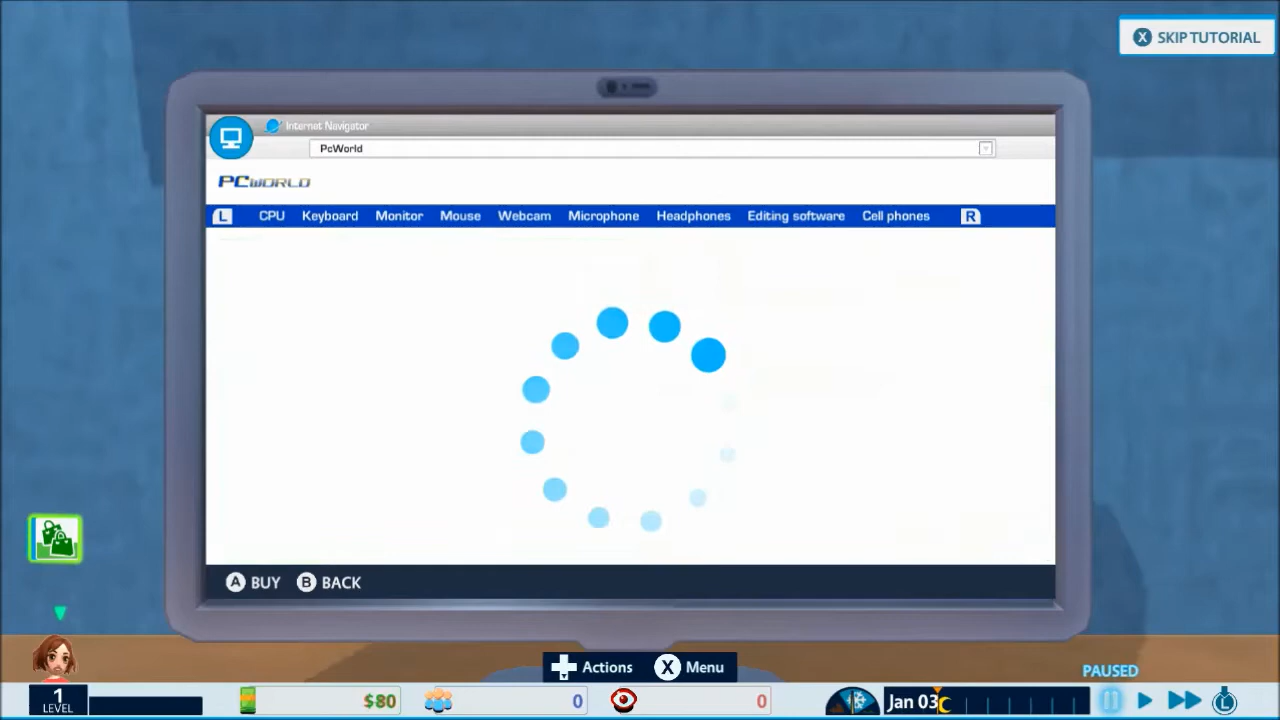 X SKIP TUTORIAL
Internet Navigator
PcWorld
PCWORLD
L CPU Keyboard Monitor Mouse Webcam Microphone Headphones Editing software Cell phones R
A BUY B BACK
Actions X Menu
PAUSED
1
LEVEL
$80 0 0 Jan 03 L